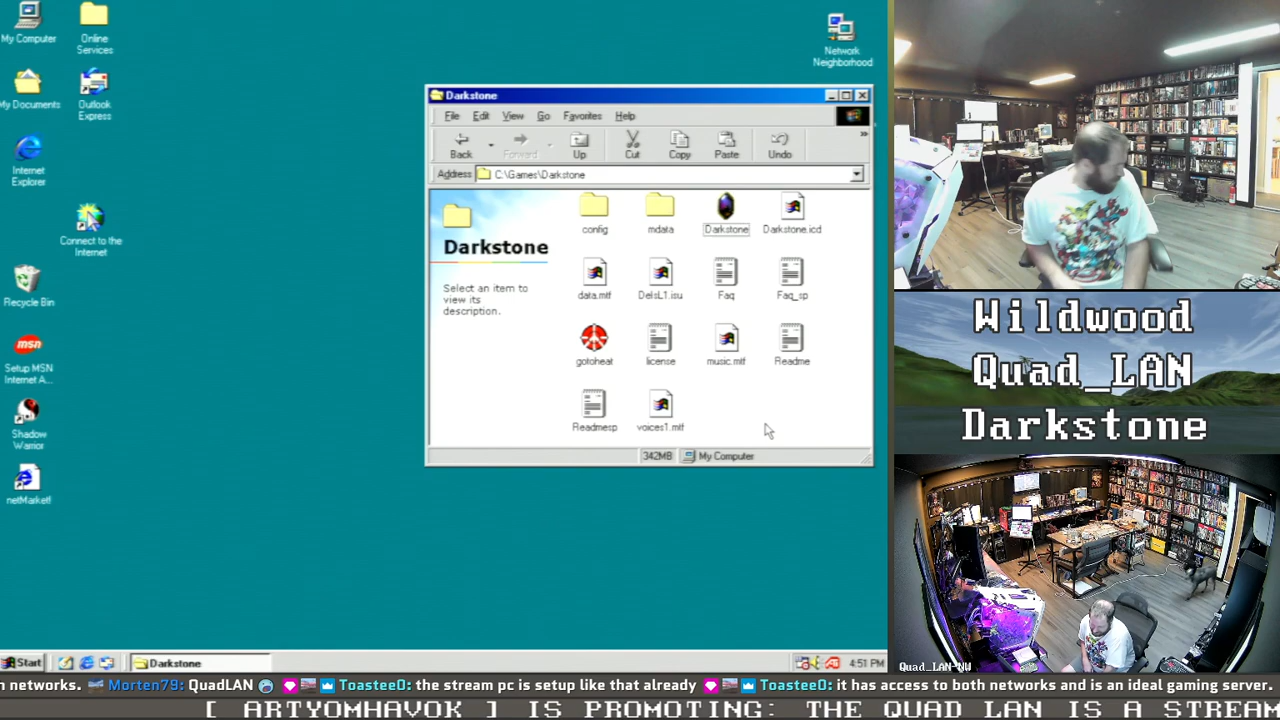 My Computer
Online
Services
Network
Neighborhood
My Documents
Outlook
Express
Internet
Explorer
Connect to the
Internet
Recycle Bin
msn
Setup MSN
Internet A...
Shadow
Warrior
netMarket!
Darkstone
File Edit View Go Favorites Help
Back Forward Up Cut Copy Paste Undo
Address C:\Games\Darkstone
Darkstone
Select an item to
view its
description.
config mdata Darkstone Darkstone.icd
data.mtf DelsL1.isu Faq Faq_sp
gotoheat license music.mtf Readme
Readmesp voices1.mtf
342MB My Computer
Wildwood
Quad_LAN
Darkstone
Quad_LAN-NW
Start Darkstone 4:51 PM
n networks. Morten79: QuadLAN ToasteeO: the stream pc is setup like that already ToasteeO: it has access to both networks and is an ideal gaming server.
[ ARTYOMHAVOK ] IS PROMOTING: THE QUAD LAN IS A STREAM